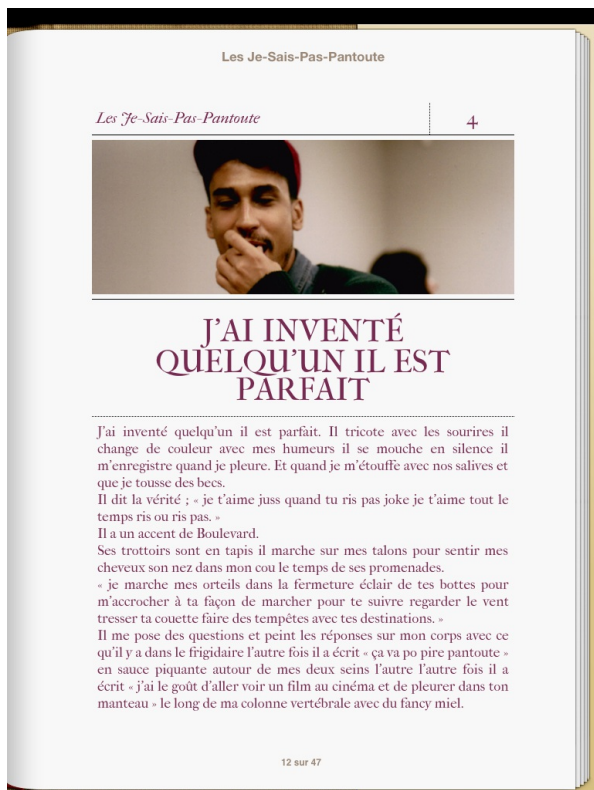 Les Je-Sais-Pas-Pantoute
Les Je-Sais-Pas-Pantoute
4
J'AI INVENTÉ
QUELQU'UN IL EST
PARFAIT
J'ai inventé quelqu'un il est parfait. Il tricote avec les sourires il
change de couleur avec mes humeurs il se mouche en silence il
m'enregistre quand je pleure. Et quand je m'étouffe avec nos salives et
que je tousse des becs.
Il dit la vérité ; « je t'aime juss quand tu ris pas joke je t'aime tout le
temps ris ou ris pas. »
Il a un accent de Boulevard.
Ses trottoirs sont en tapis il marche sur mes talons pour sentir mes
cheveux son nez dans mon cou le temps de ses promenades.
« je marche mes orteils dans la fermeture éclair de tes bottes pour
m'accrocher à ta façon de marcher pour te suivre regarder le vent
tresser ta couette faire des tempêtes avec tes destinations. »
Il me pose des questions et peint les réponses sur mon corps avec ce
qu'il y a dans le frigidaire l'autre fois il a écrit « ça va po pire pantoute »
en sauce piquante autour de mes deux seins l'autre l'autre fois il a
écrit « j'ai le goût d'aller voir un film au cinéma et de pleurer dans ton
manteau » le long de ma colonne vertébrale avec du fancy miel.
12 sur 47